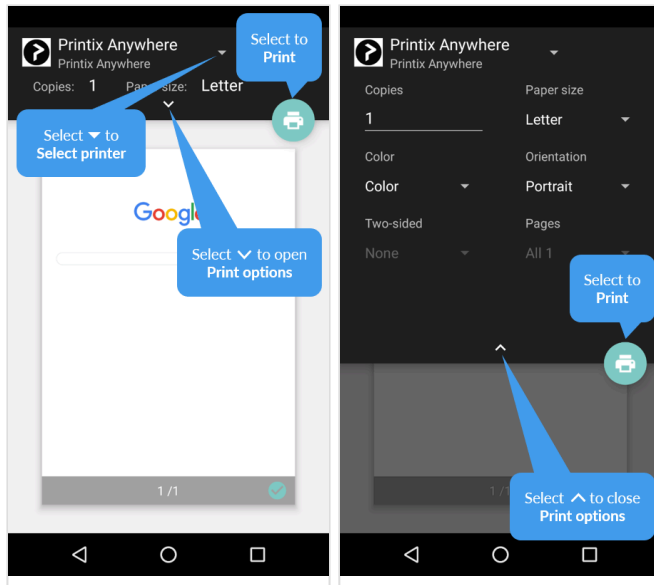 Printix Anywhere
Printix Anywhere
Copies: 1 Paper size: Letter
Select to
Print
Select to
Select printer
Google
Select to open
Print options
1 /1
Printix Anywhere
Printix Anywhere
Copies
Paper size
1
Letter
Color
Orientation
Color
Portrait
Two-sided
Pages
None
All 1
Select to
Print
1 /1
Select to close
Print options